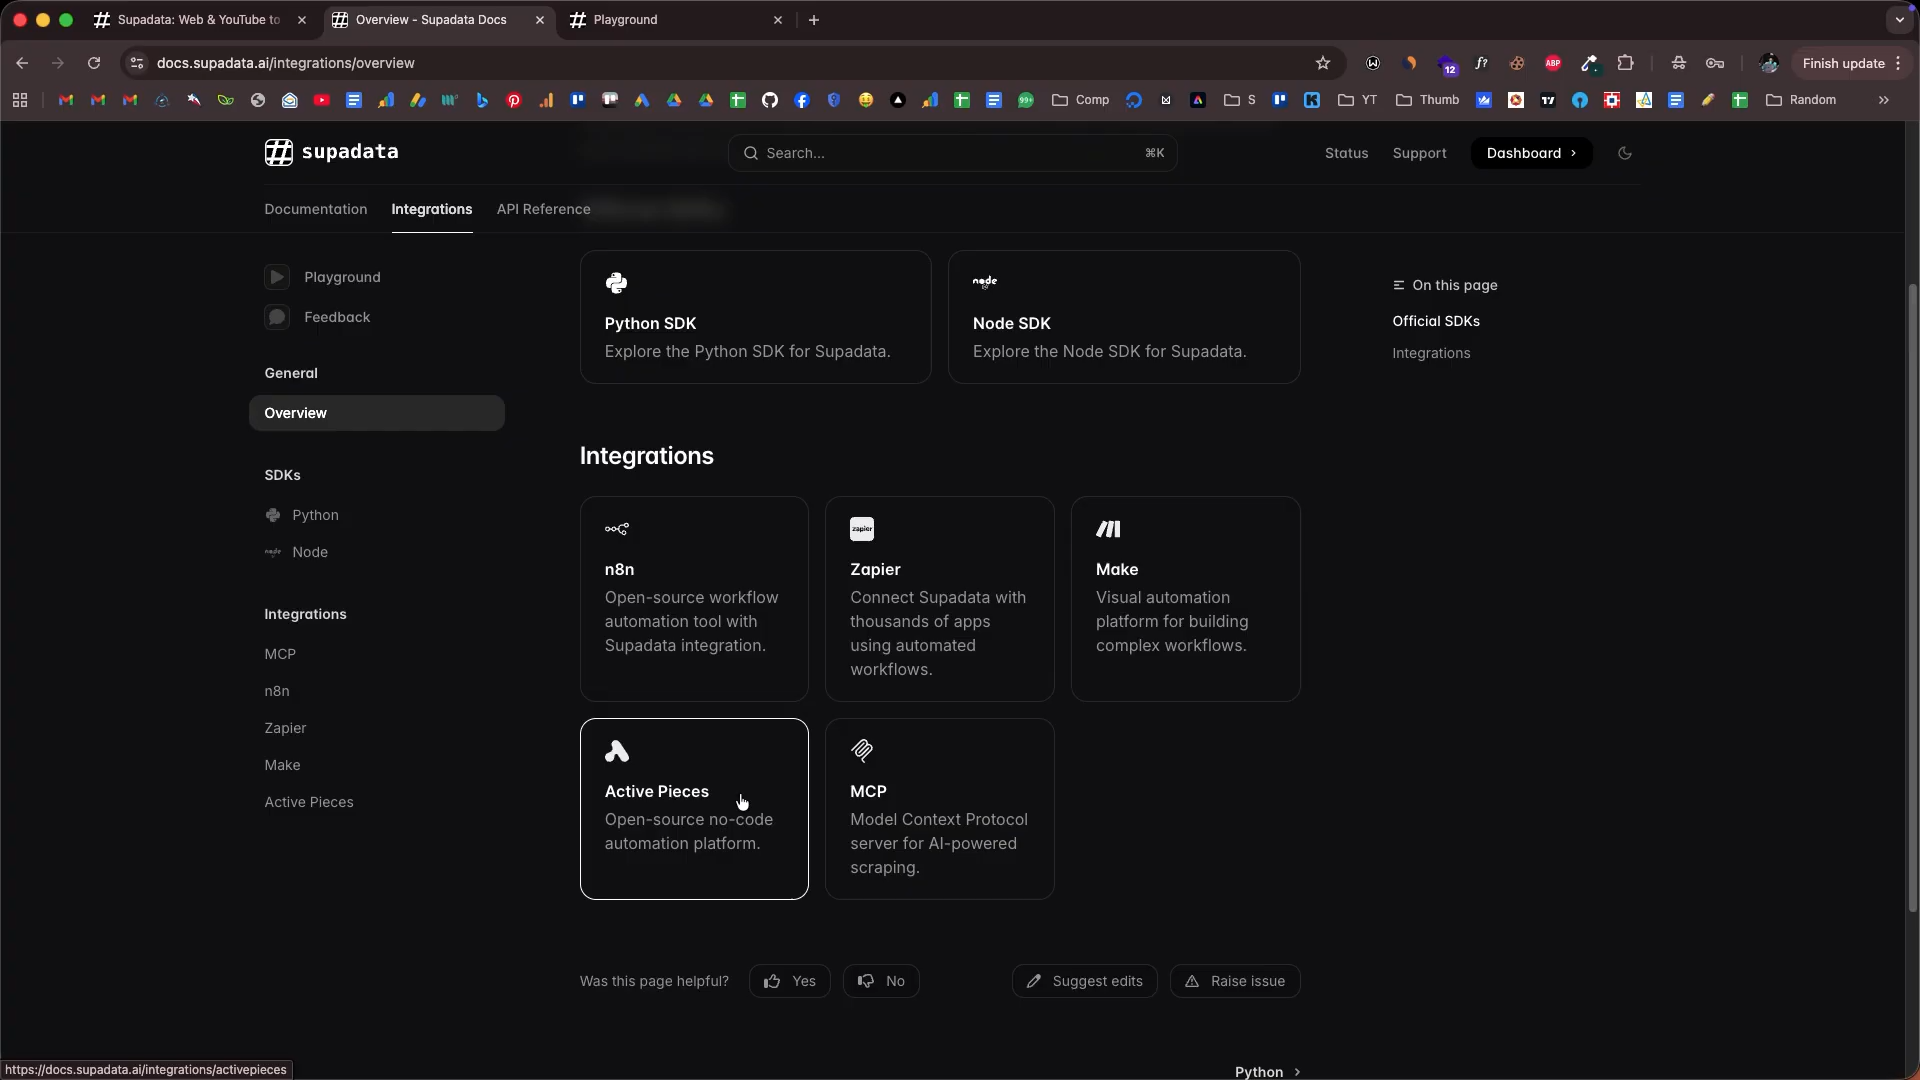 Supadata: Web & YouTube to
Overview - Supadata Docs
Playground
docs.supadata.ai/integrations/overview
12
ABP
Finish update
99+
Comp
S
YT
Thumb
Random
supadata
Search...
⌘K
Status
Support
Dashboard
Documentation
Integrations
API Reference
Playground
Feedback
General
Overview
SDKs
Python
Node
Integrations
MCP
n8n
Zapier
Make
Active Pieces
node
Python SDK
Explore the Python SDK for Supadata.
Node SDK
Explore the Node SDK for Supadata.
Integrations
n8n
Open-source workflow
automation tool with
Supadata integration.
zapier
Zapier
Connect Supadata with
thousands of apps
using automated
workflows.
Make
Visual automation
platform for building
complex workflows.
Active Pieces
Open-source no-code
automation platform.
MCP
Model Context Protocol
server for AI-powered
scraping.
On this page
Official SDKs
Integrations
Was this page helpful?
Yes
No
Suggest edits
Raise issue
Python
https://docs.supadata.ai/integrations/activepieces